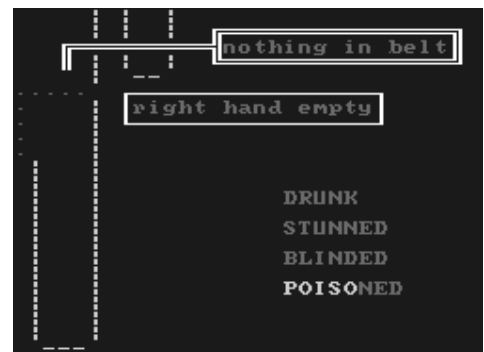 nothing in belt
right hand empty
DRUNK
STUNNED
BLINDED
POISONED